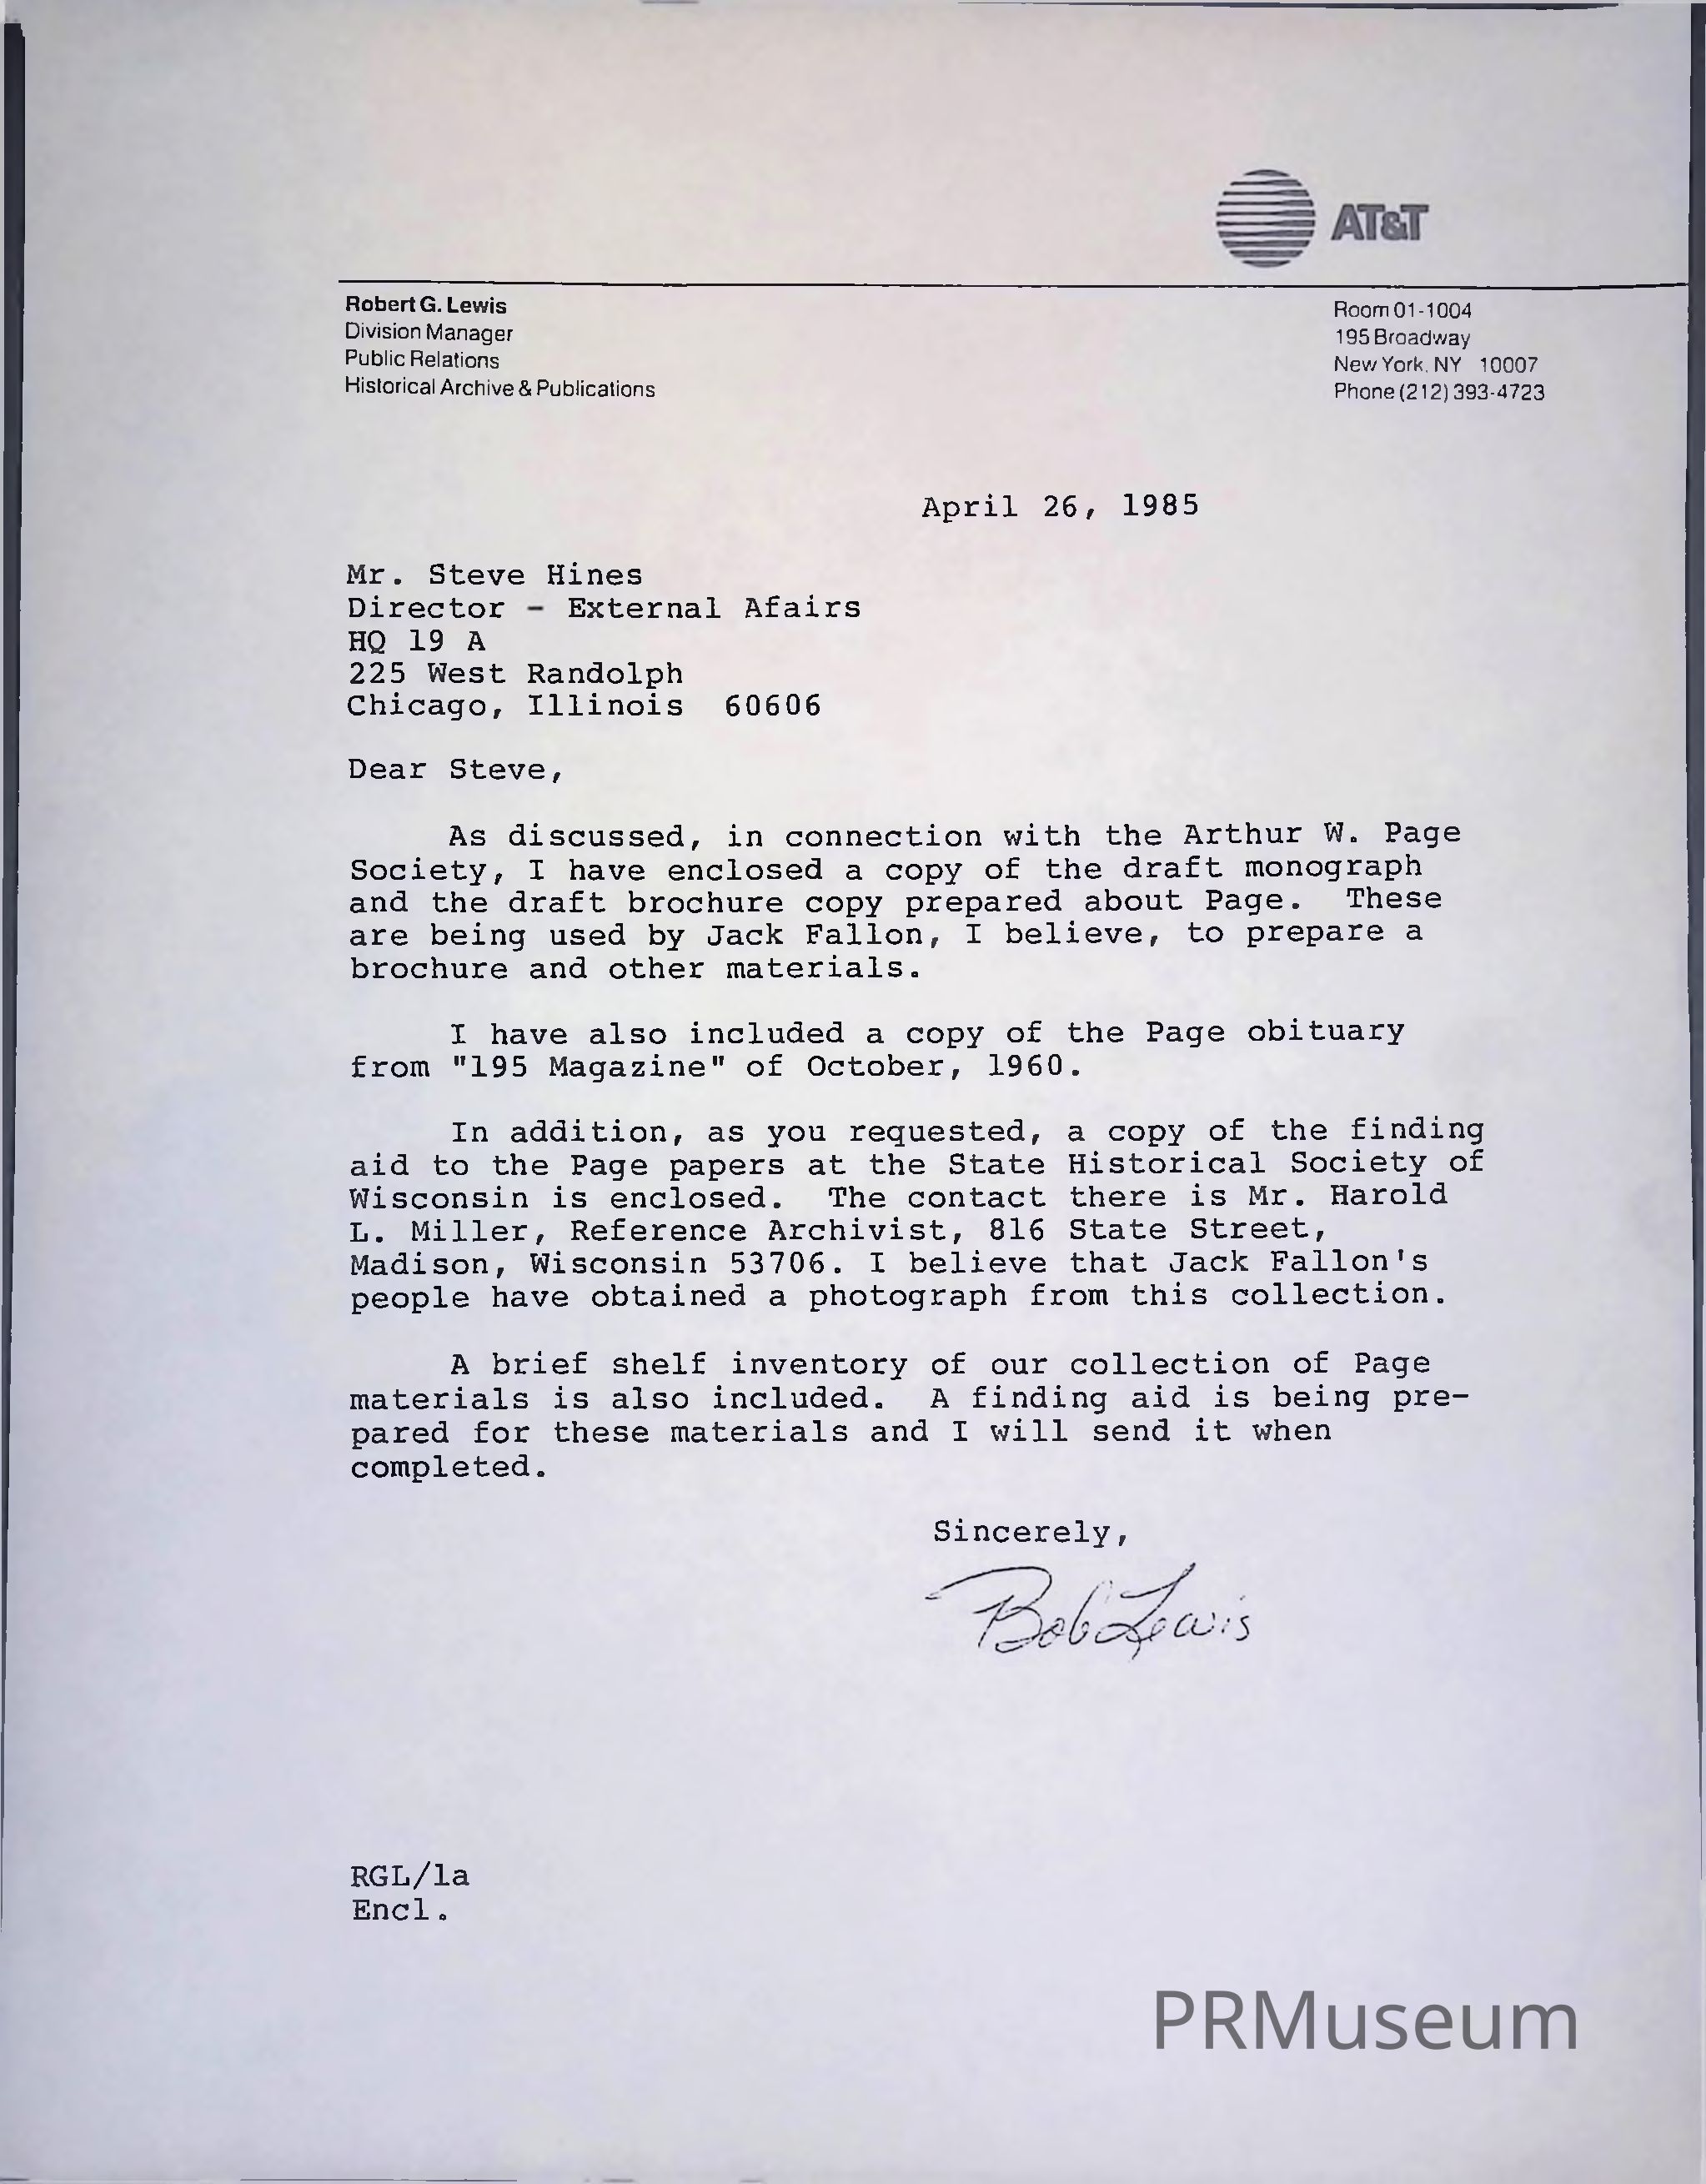 AT&T
Robert G. Lewis
Division Manager
Public Relations
Historical Archive & Publications
Room 01-1004
195 Broadway
New York, NY 10007
Phone (212) 393-4723
April 26, 1985
Mr. Steve Hines
Director - External Afairs
HQ 19 A
225 West Randolph
Chicago, Illinois 60606
Dear Steve,
As discussed, in connection with the Arthur W. Page
Society, I have enclosed a copy of the draft monograph
and the draft brochure copy prepared about Page. These
are being used by Jack Fallon, I believe, to prepare a
brochure and other materials.
I have also included a copy of the Page obituary
from "195 Magazine" of October, 1960.
In addition, as you requested, a copy of the finding
aid to the Page papers at the State Historical Society of
Wisconsin is enclosed. The contact there is Mr. Harold
L. Miller, Reference Archivist, 816 State Street,
Madison, Wisconsin 53706. I believe that Jack Fallon's
people have obtained a photograph from this collection.
A brief shelf inventory of our collection of Page
materials is also included. A finding aid is being pre-
pared for these materials and I will send it when
completed.
Sincerely,
Bob Lewis
RGL/la
Encl.
PRMuseum